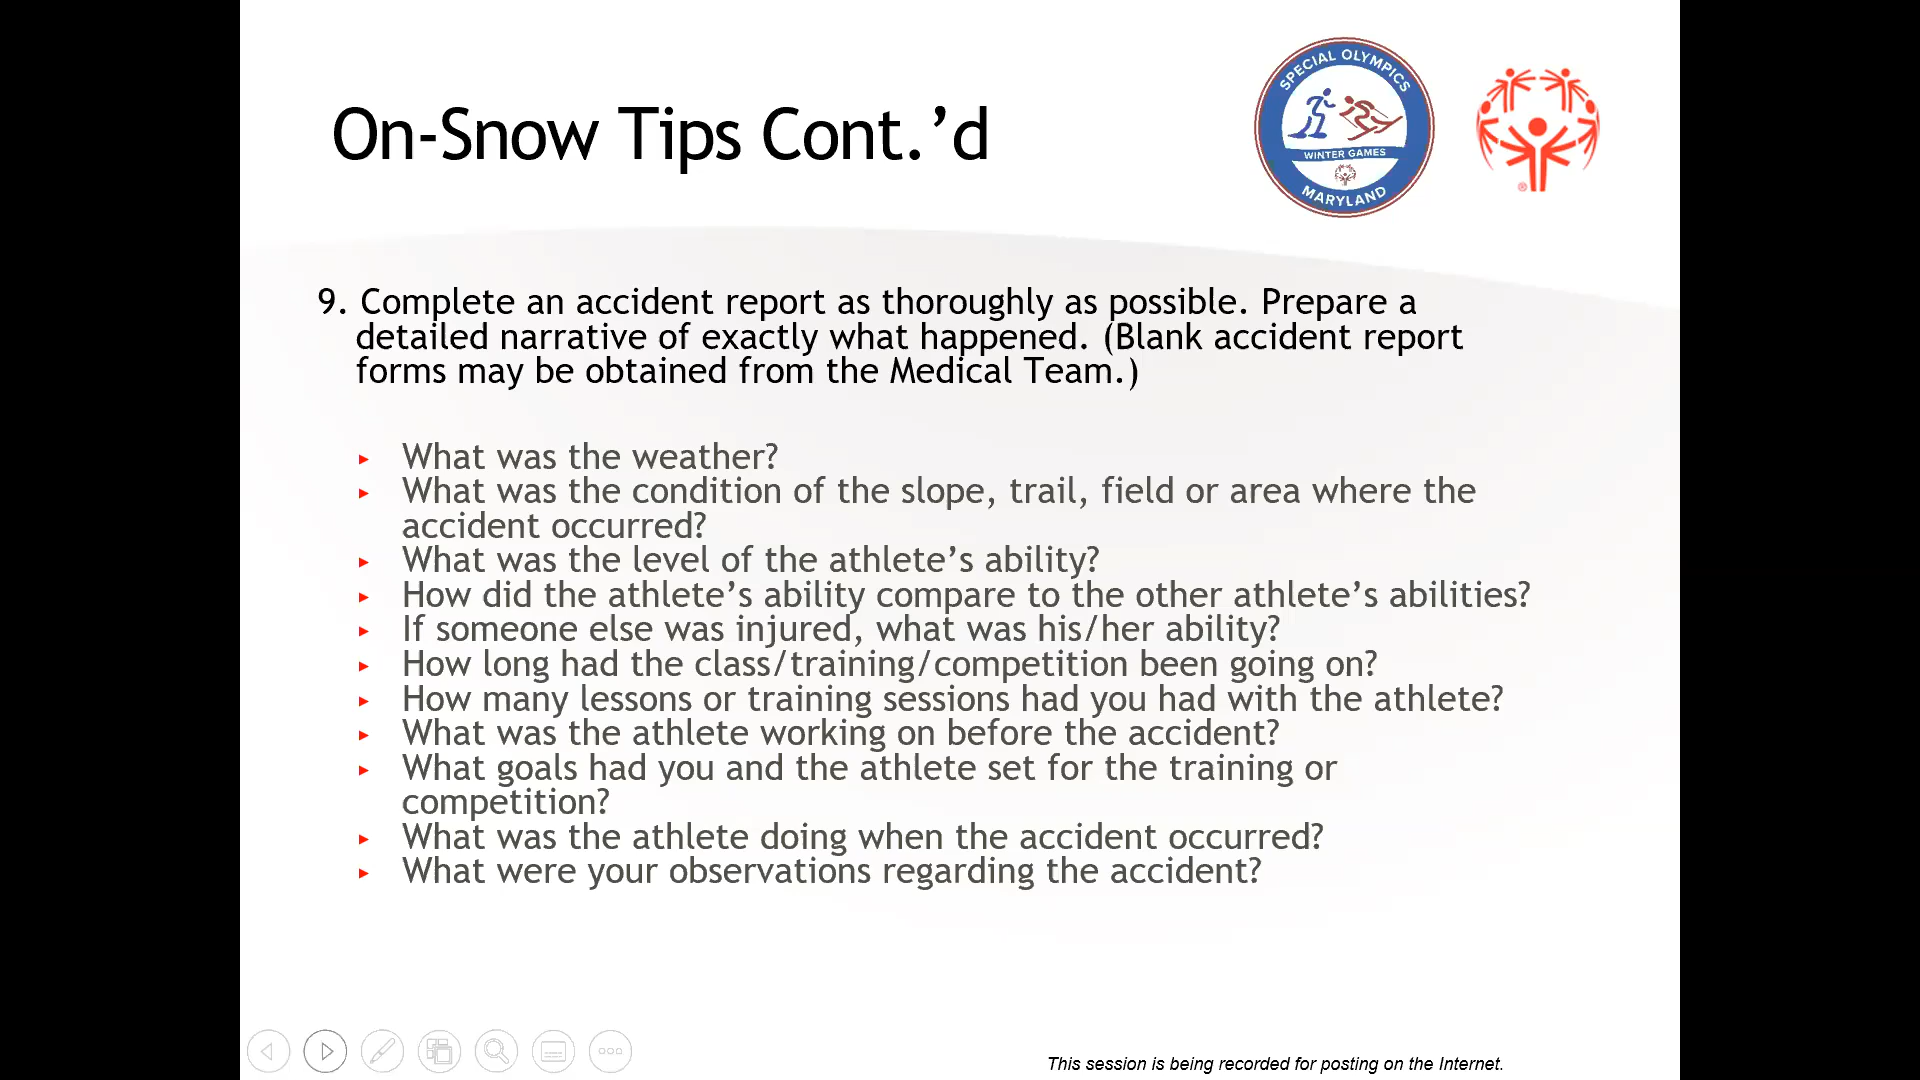 SPECIAL OLYMPICS
WINTER GAMES
MARYLAND
®
On-Snow Tips Cont.’d
9. Complete an accident report as thoroughly as possible. Prepare a
detailed narrative of exactly what happened. (Blank accident report
forms may be obtained from the Medical Team.)
▸ What was the weather?
▸ What was the condition of the slope, trail, field or area where the
accident occurred?
▸ What was the level of the athlete’s ability?
▸ How did the athlete’s ability compare to the other athlete’s abilities?
▸ If someone else was injured, what was his/her ability?
▸ How long had the class/training/competition been going on?
▸ How many lessons or training sessions had you had with the athlete?
▸ What was the athlete working on before the accident?
▸ What goals had you and the athlete set for the training or
competition?
▸ What was the athlete doing when the accident occurred?
▸ What were your observations regarding the accident?
This session is being recorded for posting on the Internet.